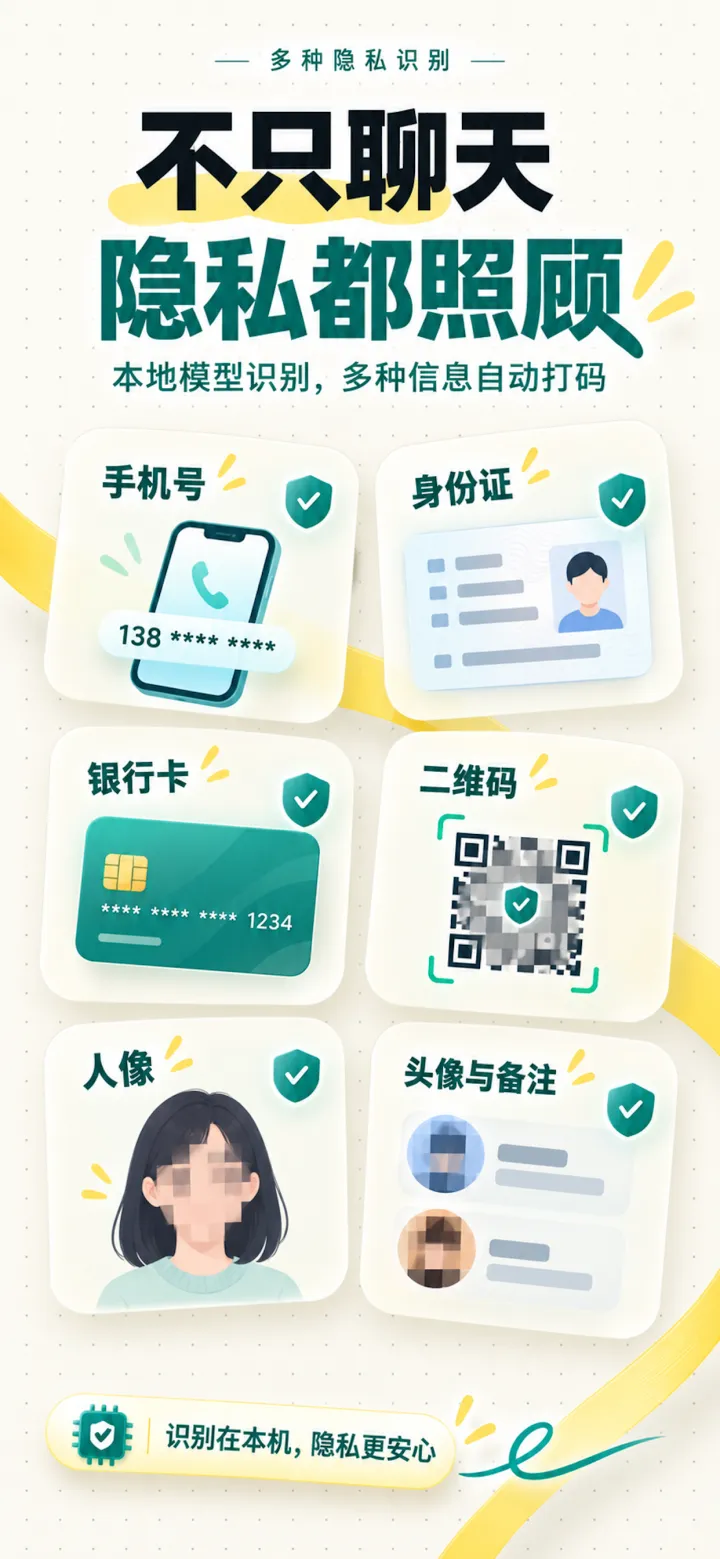 多种隐私识别
不只聊天
隐私都照顾
本地模型识别，多种信息自动打码
手机号
138 **** ****
身份证
银行卡
**** **** **** 1234
二维码
人像
头像与备注
识别在本机，隐私更安心